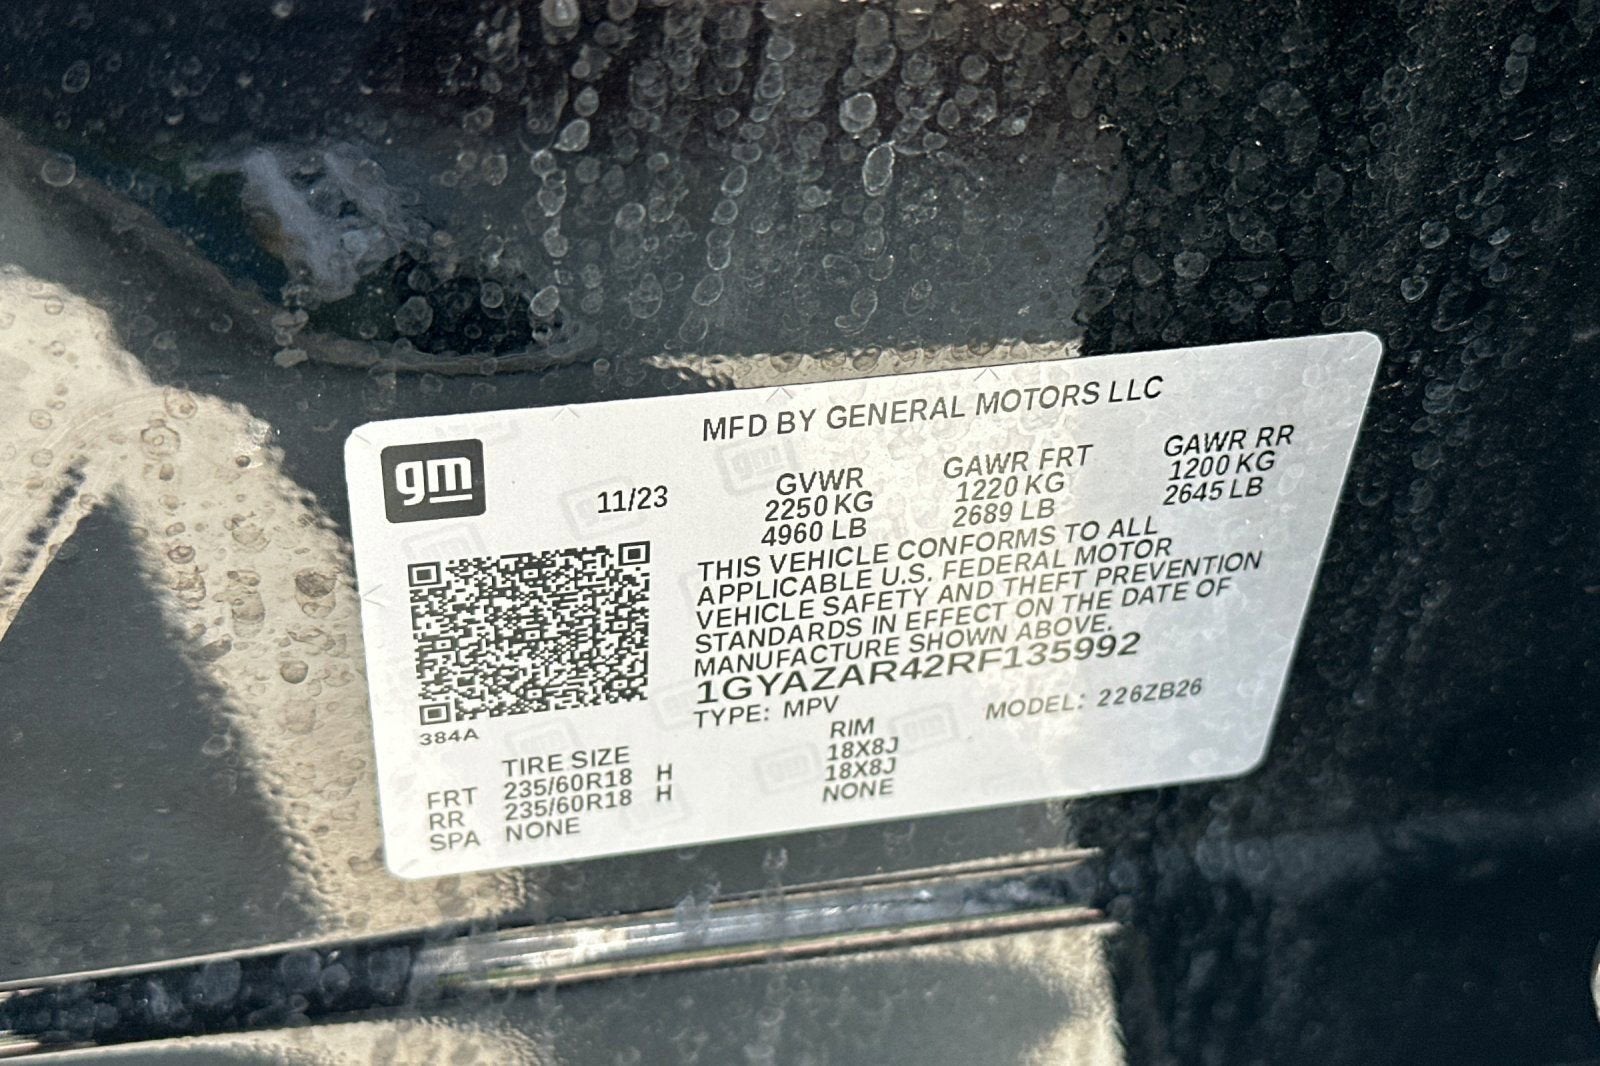 MFD BY GENERAL MOTORS LLC
gm
11/23
GVWR
2250 KG
4960 LB
GAWR FRT
1220 KG
2689 LB
GAWR RR
1200 KG
2645 LB
THIS VEHICLE CONFORMS TO ALL
APPLICABLE U.S. FEDERAL MOTOR
VEHICLE SAFETY AND THEFT PREVENTION
STANDARDS IN EFFECT ON THE DATE OF
MANUFACTURE SHOWN ABOVE.
1GYAZAR42RF135992
TYPE: MPV MODEL: 226ZB26
384A
TIRE SIZE RIM
FRT 235/60R18 H 18X8J
RR 235/60R18 H 18X8J
SPA NONE NONE